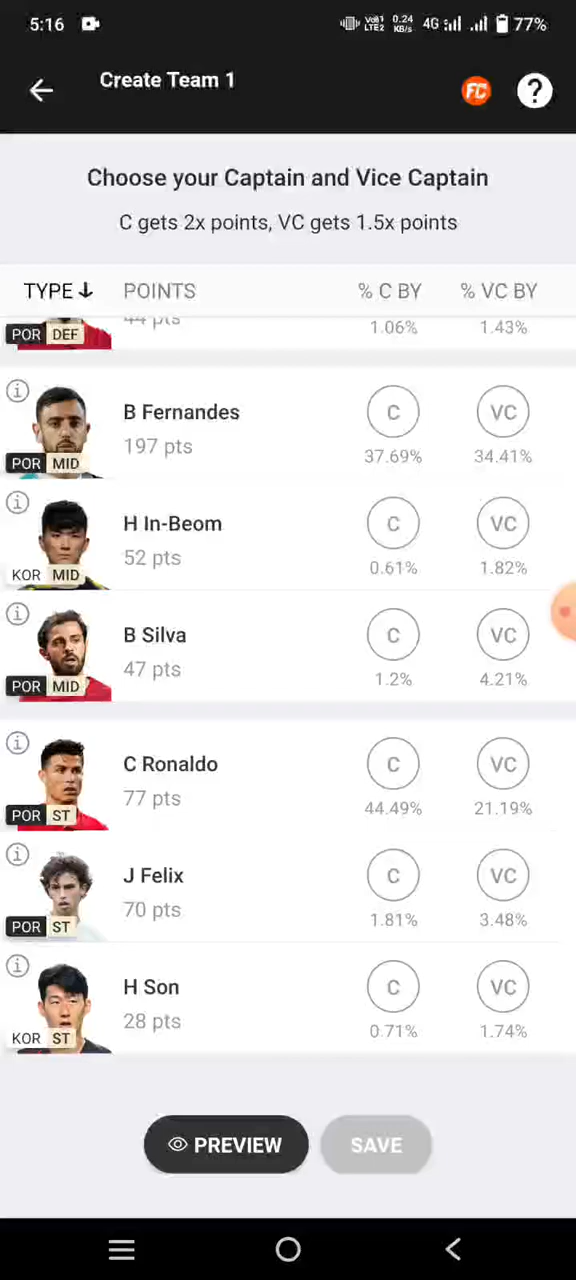 5:16 Vo81 LTE2 0.24 KB/s 4G 77%
Create Team 1
FC ?
Choose your Captain and Vice Captain
C gets 2x points, VC gets 1.5x points
TYPE POINTS % C BY % VC BY
44 pts
POR DEF 1.06% 1.43%
B Fernandes C VC
197 pts
37.69% 34.41%
POR MID
H In-Beom C VC
52 pts
0.61% 1.82%
KOR MID
B Silva C VC
47 pts
1.2% 4.21%
POR MID
C Ronaldo C VC
77 pts
44.49% 21.19%
POR ST
J Felix C VC
70 pts
1.81% 3.48%
POR ST
H Son C VC
28 pts
0.71% 1.74%
KOR ST
PREVIEW SAVE